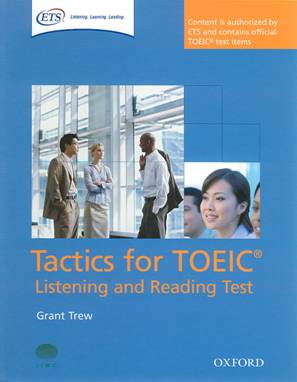 ETS
Listening. Learning. Leading.
Content is authorized by
ETS and contains official
TOEIC® test items
Tactics for TOEIC®
Listening and Reading Test
Grant Trew
OXFORD